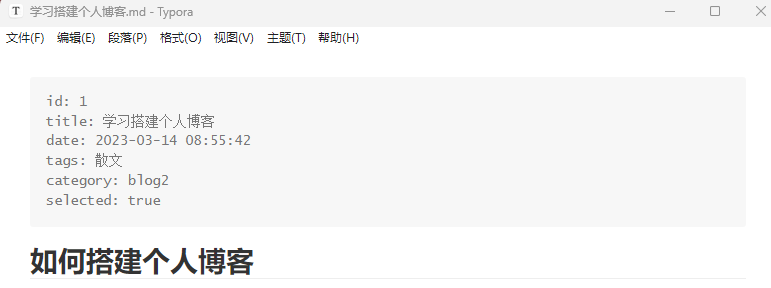 T 学习搭建个人博客.md - Typora
文件(F) 编辑(E) 段落(P) 格式(O) 视图(V) 主题(T) 帮助(H)
id: 1
title: 学习搭建个人博客
date: 2023-03-14 08:55:42
tags: 散文
category: blog2
selected: true
如何搭建个人博客